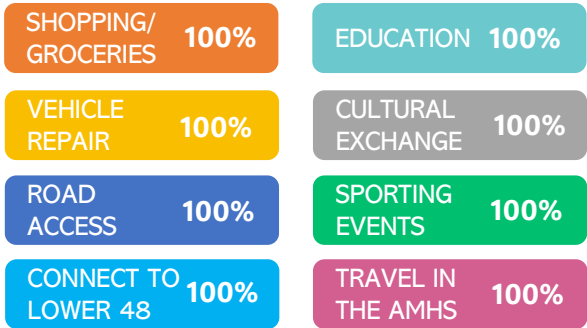 SHOPPING/
GROCERIES
100%
EDUCATION 100%
VEHICLE
REPAIR
100%
CULTURAL
EXCHANGE
100%
ROAD
ACCESS
100%
SPORTING
EVENTS
100%
CONNECT TO
LOWER 48
100%
TRAVEL IN
THE AMHS
100%